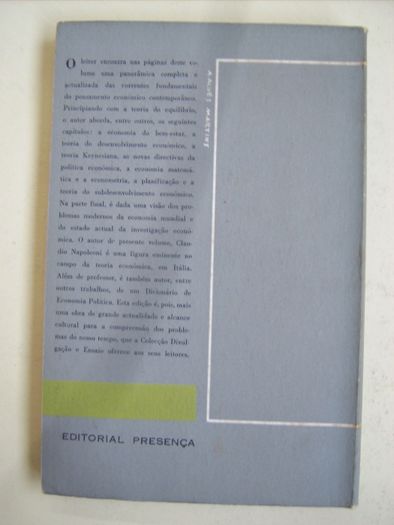 O leitor encontra nas páginas deste vo-
lume uma panorâmica completa e
actualizada das correntes fundamentais
do pensamento económico contemporâneo.
Principiando com a teoria do equilíbrio,
o autor aborda, entre outros, os seguintes
capítulos: a economia do bem-estar, a
teoria do desenvolvimento económico, a
teoria Keynesiana, as novas directivas da
política económica, a economia matemá-
tica e a econometria, a planificação e a
teoria do subdesenvolvimento económico.
Na parte final, é dada uma visão dos pro-
blemas modernos da economia mundial e
do estado actual da investigação econó-
mica. O autor do presente volume, Cláu-
dio Napoleoni é uma figura eminente no
campo da teoria económica, em Itália.
Além de professor, é também autor, entre
outros trabalhos, de um Dicionário de
Economia Política. Esta edição é, pois, mais
uma obra de grande actualidade e alcance
cultural para a compreensão dos proble-
mas do nosso tempo, que a Colecção Divul-
gação e Ensaio oferece aos seus leitores.
EDITORIAL PRESENÇA